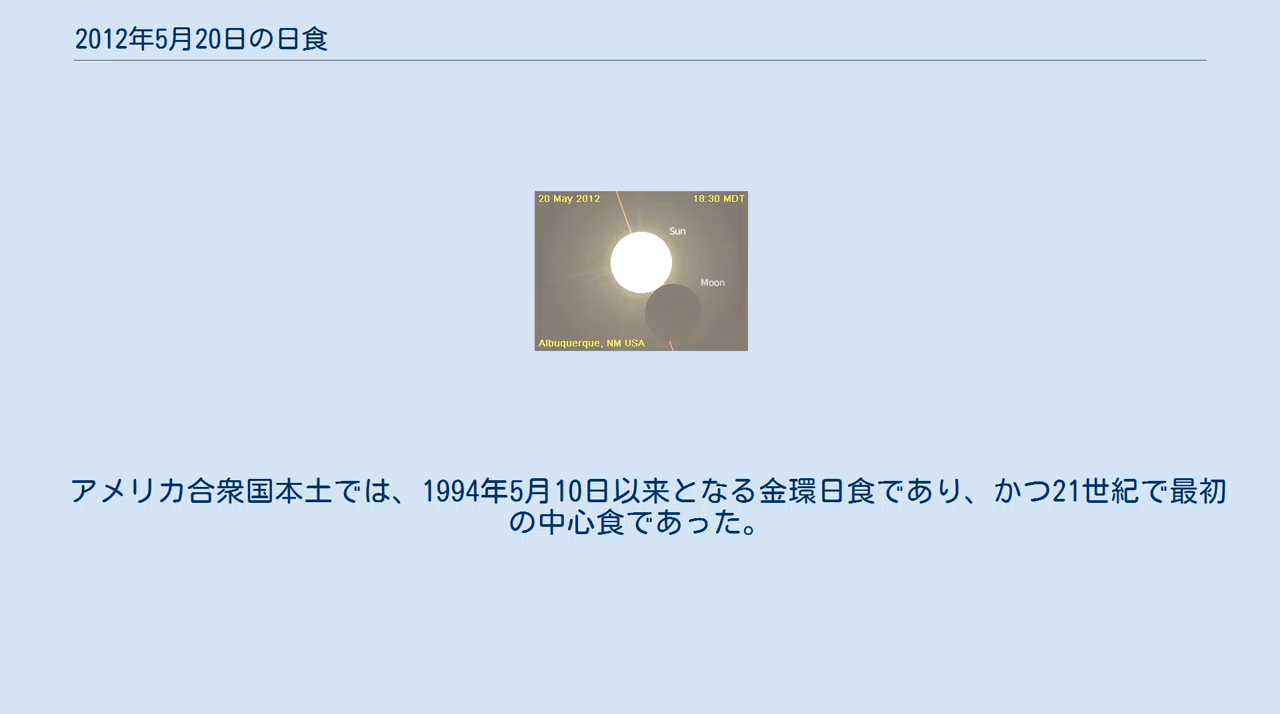 2012年5月20日の日食
20 May 2012
18:30 MDT
Sun
Moon
Albuquerque, NM USA
アメリカ合衆国本土では、1994年5月10日以来となる金環日食であり、かつ21世紀で最初
の中心食であった。